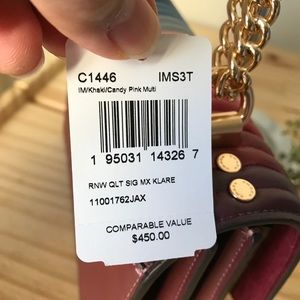 C1446 IMS3T
IM/Khaki/Candy Pink Multi
1 95031 14326 7
RNW QLT SIG MX KLARE
11001762JAX
COMPARABLE VALUE
$450.00